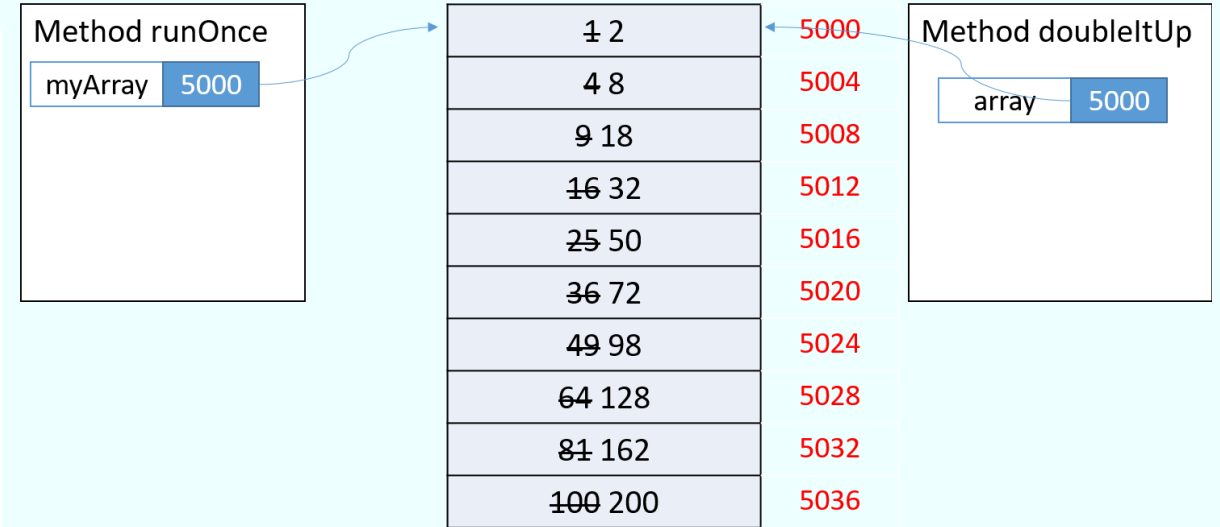 Method runOnce
myArray 5000
1 2 5000
4 8 5004
9 18 5008
16 32 5012
25 50 5016
36 72 5020
49 98 5024
64 128 5028
81 162 5032
100 200 5036
Method doubleItUp
array 5000